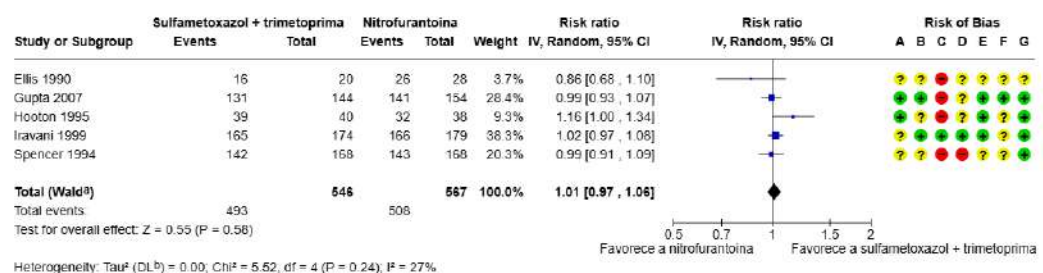 Sulfametoxazol + trimetoprima Nitrofurantoina Risk ratio Risk ratio Risk of Bias
Study or Subgroup Events Total Events Total Weight IV, Random, 95% CI IV, Random, 95% CI A B C D E F G
Ellis 1990 16 20 26 28 3.7% 0.86 [0.68 , 1.10] ? ? − ? ? ? ?
Gupta 2007 131 144 141 154 28.4% 0.99 [0.93 , 1.07] + + − ? + + +
Hooton 1995 39 40 32 38 9.3% 1.16 [1.00 , 1.34] + ? − ? + ? +
Iravani 1999 165 174 166 179 38.3% 1.02 [0.97 , 1.08] ? + + + + ? +
Spencer 1994 142 168 143 168 20.3% 0.99 [0.91 , 1.09] ? ? − − ? ? +
Total (Waldᵃ) 546 567 100.0% 1.01 [0.97 , 1.06]
Total events: 493 508
Test for overall effect: Z = 0.55 (P = 0.58)
0.5 0.7 1 1.5 2
Favorece a nitrofurantoina Favorece a sulfametoxazol + trimetoprima
Heterogeneity: Tau² (DLᵇ) = 0.00; Chi² = 5.52, df = 4 (P = 0.24); I² = 27%